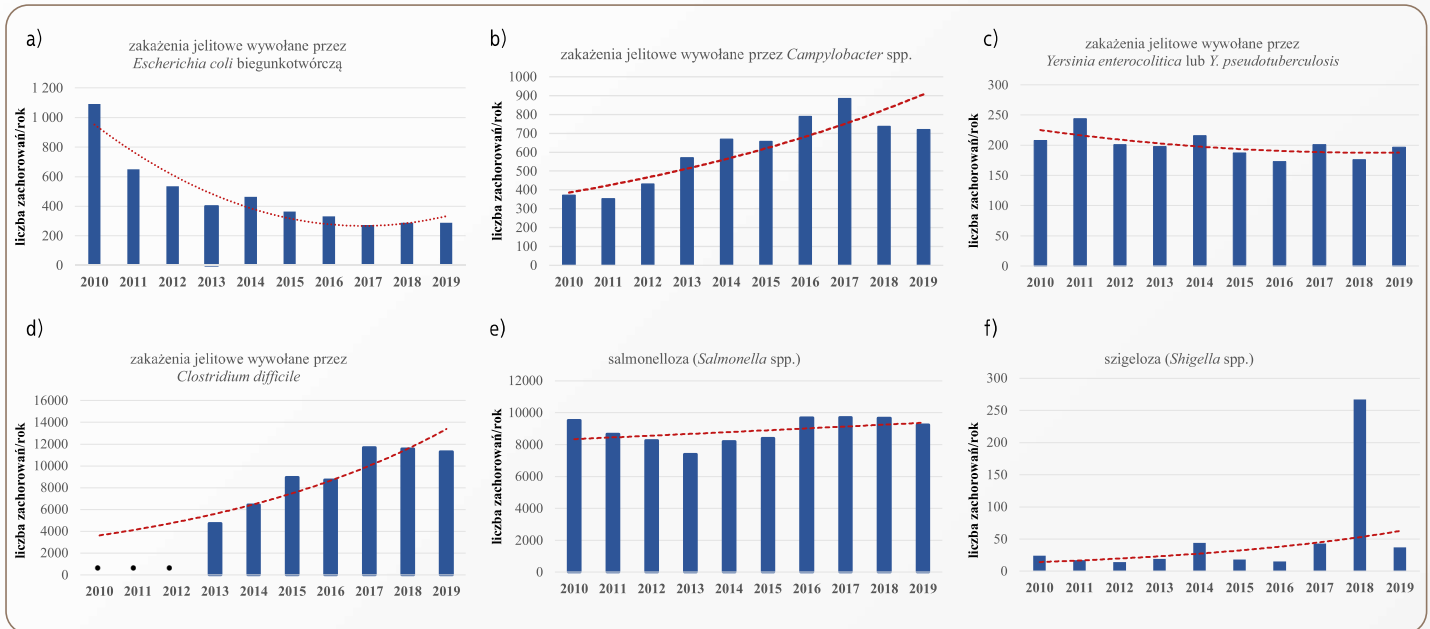 a)
zakażenia jelitowe wywołane przez
Escherichia coli biegunkotwórczą
liczba zachorowań/rok
1 200
1 000
800
600
400
200
0
2010 2011 2012 2013 2014 2015 2016 2017 2018 2019
b)
zakażenia jelitowe wywołane przez Campylobacter spp.
liczba zachorowań/rok
1000
900
800
700
600
500
400
300
200
100
0
2010 2011 2012 2013 2014 2015 2016 2017 2018 2019
c)
zakażenia jelitowe wywołane przez
Yersinia enterocolitica lub Y. pseudotuberculosis
liczba zachorowań/rok
300
250
200
150
100
50
0
2010 2011 2012 2013 2014 2015 2016 2017 2018 2019
d)
zakażenia jelitowe wywołane przez
Clostridium difficile
liczba zachorowań/rok
16000
14000
12000
10000
8000
6000
4000
2000
0
2010 2011 2012 2013 2014 2015 2016 2017 2018 2019
e)
salmonelloza (Salmonella spp.)
liczba zachorowań/rok
12000
10000
8000
6000
4000
2000
0
2010 2011 2012 2013 2014 2015 2016 2017 2018 2019
f)
szigeloza (Shigella spp.)
liczba zachorowań/rok
300
250
200
150
100
50
0
2010 2011 2012 2013 2014 2015 2016 2017 2018 2019